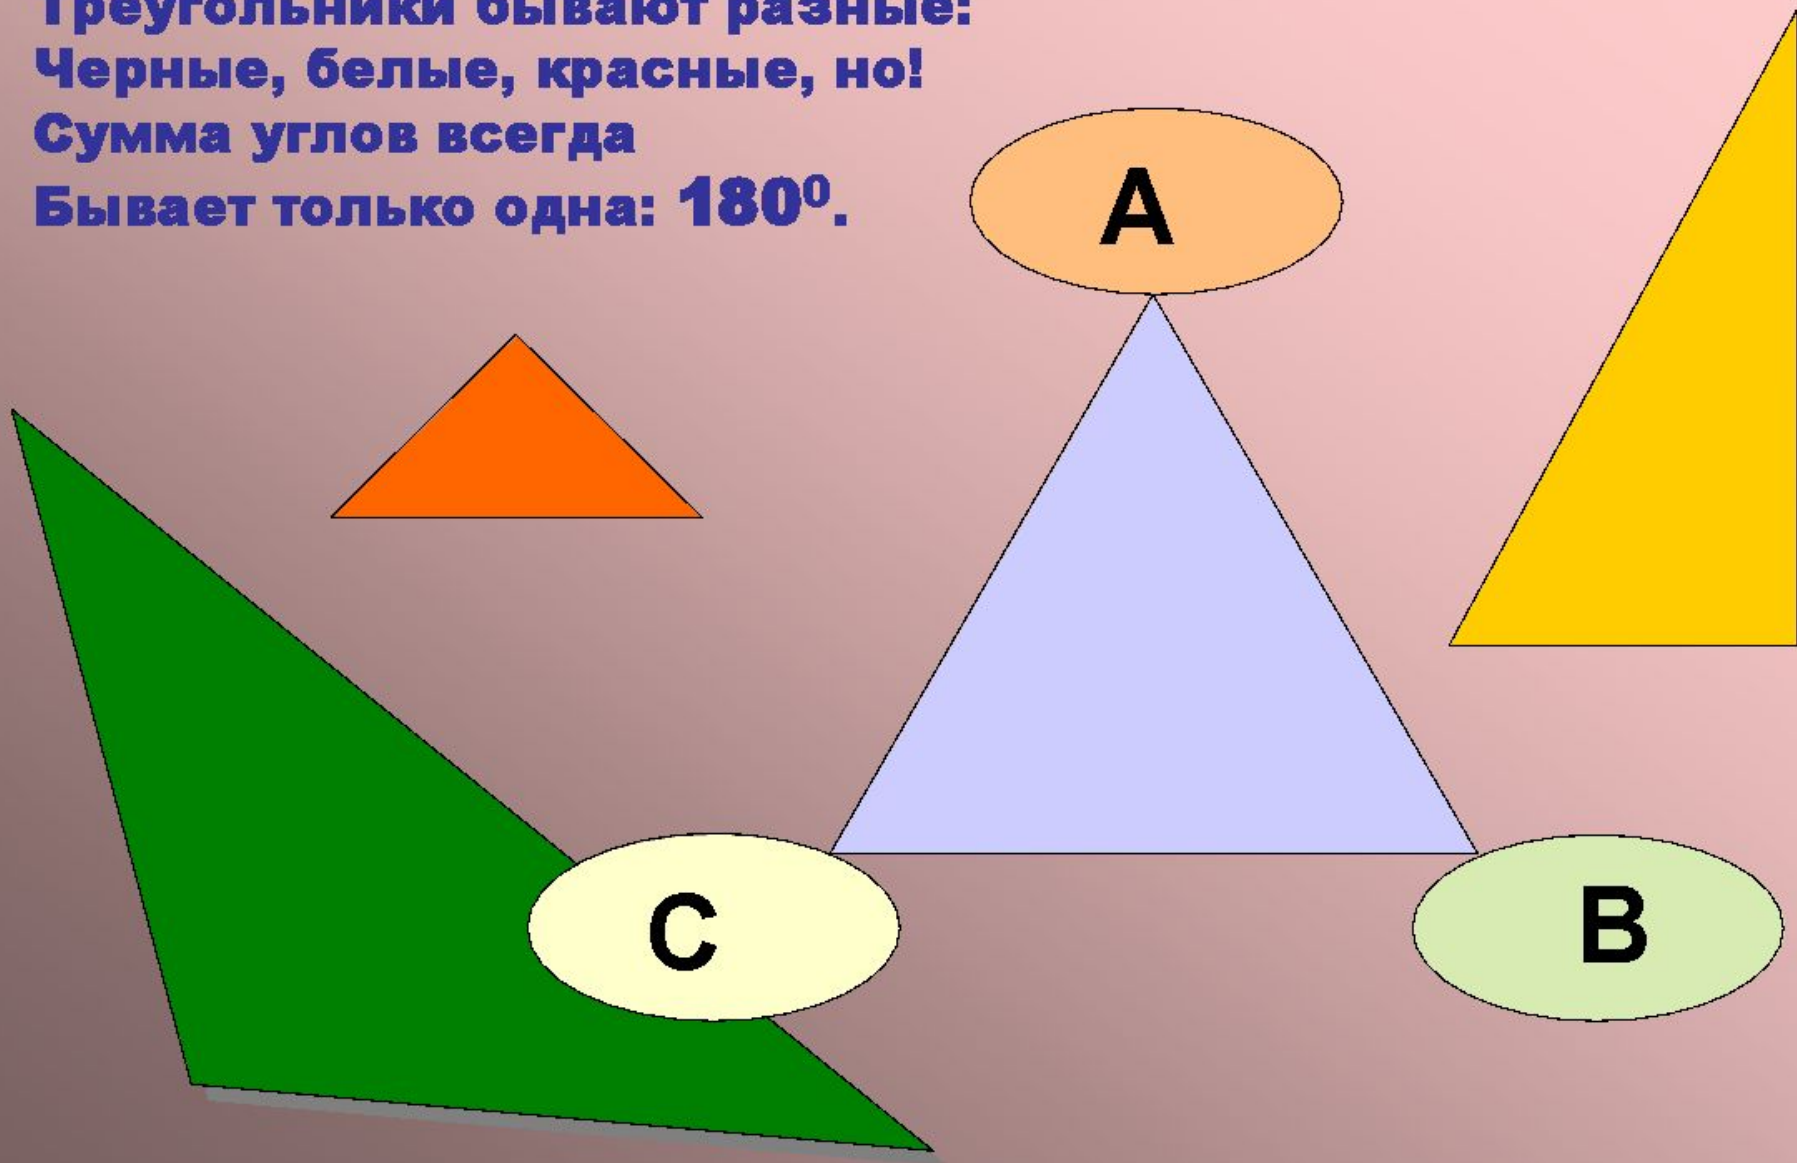 Треугольники бывают разные:
Черные, белые, красные, но!
Сумма углов всегда
Бывает только одна: 180⁰.
A
C
B